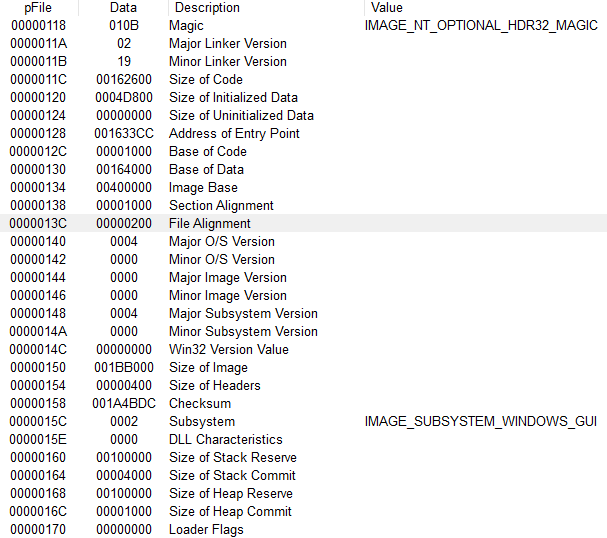 pFile Data Description Value
00000118 010B Magic IMAGE_NT_OPTIONAL_HDR32_MAGIC
0000011A 02 Major Linker Version
0000011B 19 Minor Linker Version
0000011C 00162600 Size of Code
00000120 0004D800 Size of Initialized Data
00000124 00000000 Size of Uninitialized Data
00000128 001633CC Address of Entry Point
0000012C 00001000 Base of Code
00000130 00164000 Base of Data
00000134 00400000 Image Base
00000138 00001000 Section Alignment
0000013C 00000200 File Alignment
00000140 0004 Major O/S Version
00000142 0000 Minor O/S Version
00000144 0000 Major Image Version
00000146 0000 Minor Image Version
00000148 0004 Major Subsystem Version
0000014A 0000 Minor Subsystem Version
0000014C 00000000 Win32 Version Value
00000150 001BB000 Size of Image
00000154 00000400 Size of Headers
00000158 001A4BDC Checksum
0000015C 0002 Subsystem IMAGE_SUBSYSTEM_WINDOWS_GUI
0000015E 0000 DLL Characteristics
00000160 00100000 Size of Stack Reserve
00000164 00004000 Size of Stack Commit
00000168 00100000 Size of Heap Reserve
0000016C 00001000 Size of Heap Commit
00000170 00000000 Loader Flags